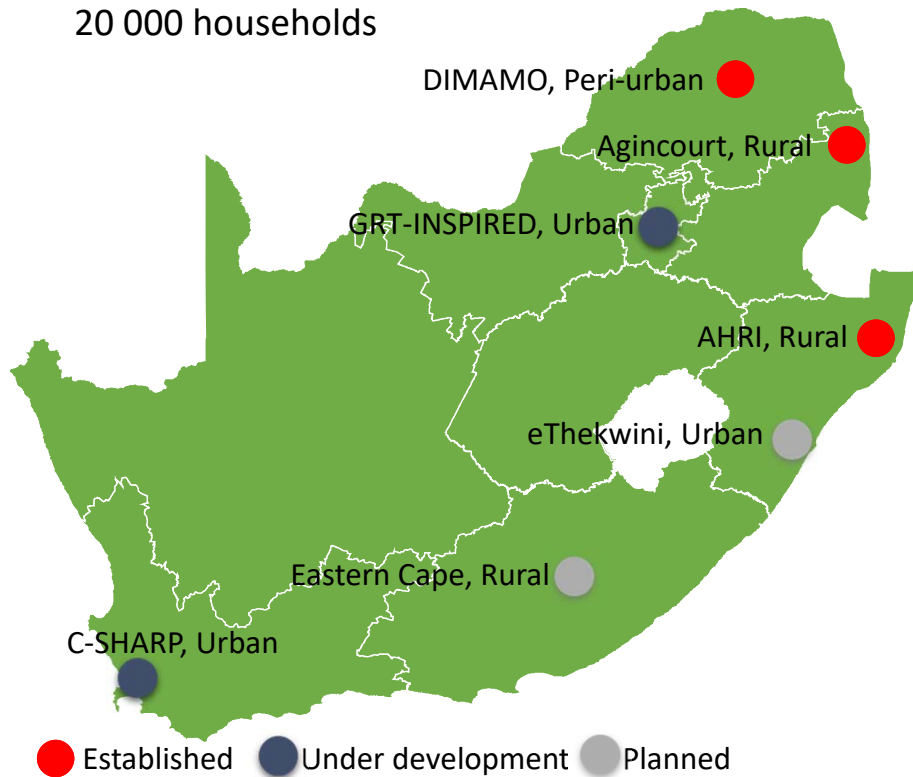 20 000 households
DIMAMO, Peri-urban
Agincourt, Rural
GRT-INSPIRED, Urban
AHRI, Rural
eThekwini, Urban
Eastern Cape, Rural
C-SHARP, Urban
Established Under development Planned